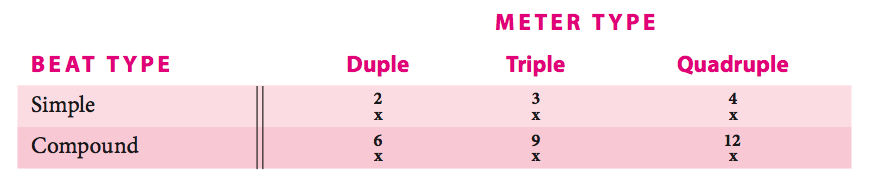 METER TYPE
BEAT TYPE Duple Triple Quadruple
Simple 2 3 4
x x x
Compound 6 9 12
x x x